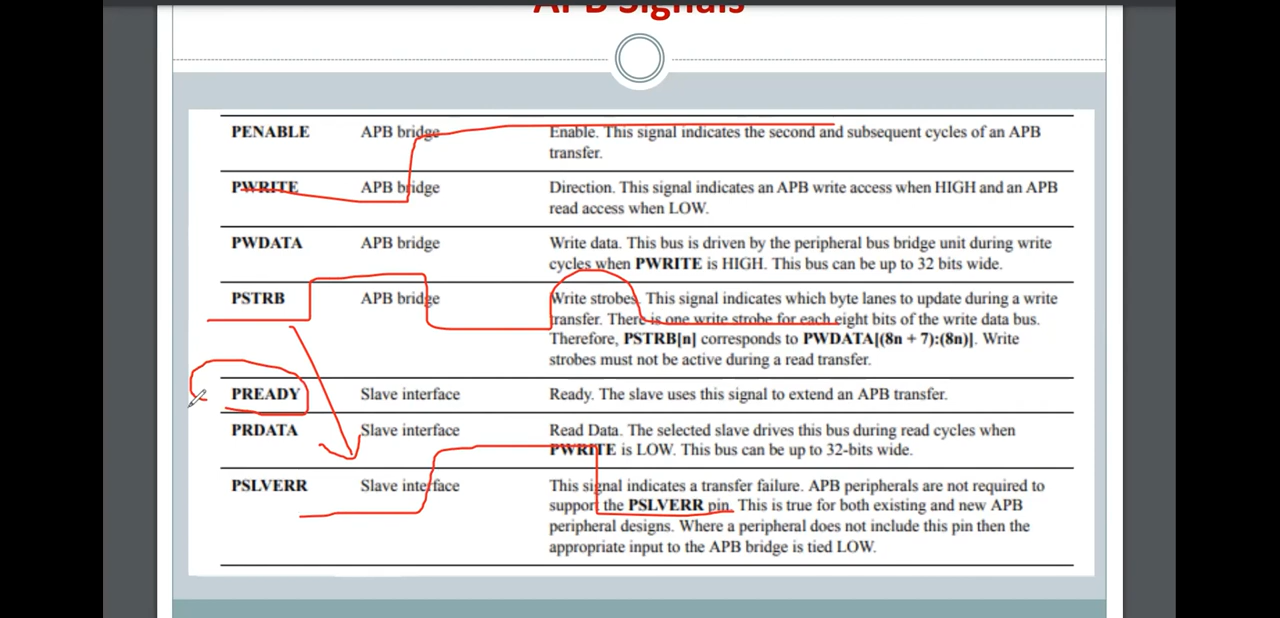 APB Signals
PENABLE APB bridge Enable. This signal indicates the second and subsequent cycles of an APB
transfer.
PWRITE APB bridge Direction. This signal indicates an APB write access when HIGH and an APB
read access when LOW.
PWDATA APB bridge Write data. This bus is driven by the peripheral bus bridge unit during write
cycles when PWRITE is HIGH. This bus can be up to 32 bits wide.
PSTRB APB bridge Write strobes. This signal indicates which byte lanes to update during a write
transfer. There is one write strobe for each eight bits of the write data bus.
Therefore, PSTRB[n] corresponds to PWDATA[(8n + 7):(8n)]. Write
strobes must not be active during a read transfer.
PREADY Slave interface Ready. The slave uses this signal to extend an APB transfer.
PRDATA Slave interface Read Data. The selected slave drives this bus during read cycles when
PWRITE is LOW. This bus can be up to 32-bits wide.
PSLVERR Slave interface This signal indicates a transfer failure. APB peripherals are not required to
support the PSLVERR pin. This is true for both existing and new APB
peripheral designs. Where a peripheral does not include this pin then the
appropriate input to the APB bridge is tied LOW.